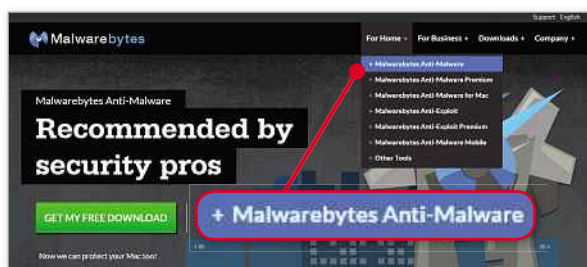 Support English
Malwarebytes
For Home + For Business + Downloads + Company +
+ Malwarebytes Anti-Malware
+ Malwarebytes Anti-Malware Premium
+ Malwarebytes Anti-Malware for Mac
+ Malwarebytes Anti-Exploit
+ Malwarebytes Anti-Exploit Premium
+ Malwarebytes Anti-Malware Mobile
+ Other Tools
Malwarebytes Anti-Malware
Recommended by
security pros
GET MY FREE DOWNLOAD
+ Malwarebytes Anti-Malware
Now we can protect your Mac too!